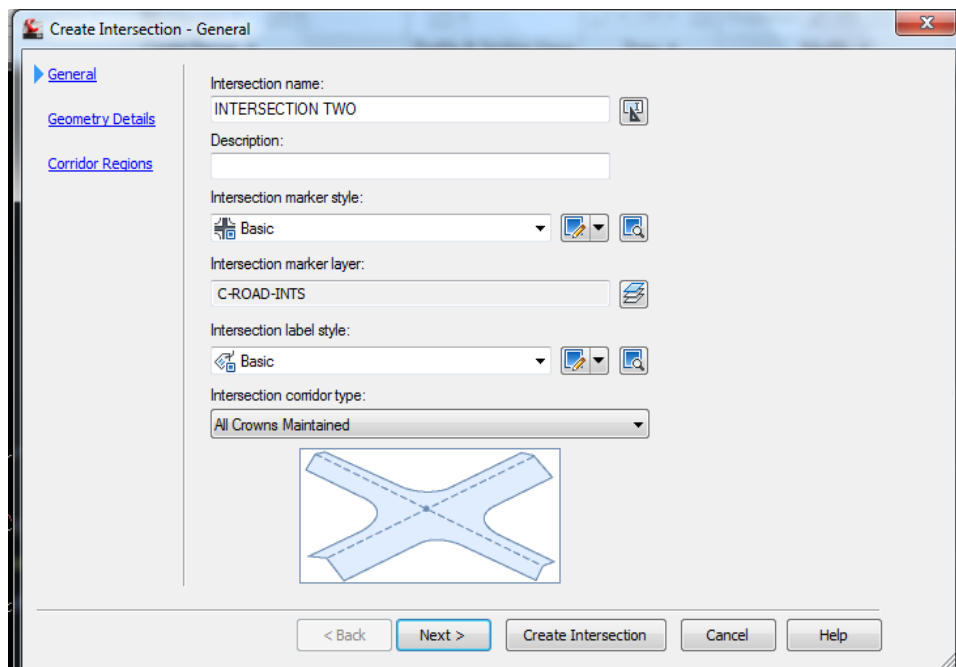 Create Intersection - General
General
Geometry Details
Corridor Regions
Intersection name:
INTERSECTION TWO
Description:
Intersection marker style:
Basic
Intersection marker layer:
C-ROAD-INTS
Intersection label style:
Basic
Intersection corridor type:
All Crowns Maintained
< Back Next > Create Intersection Cancel Help